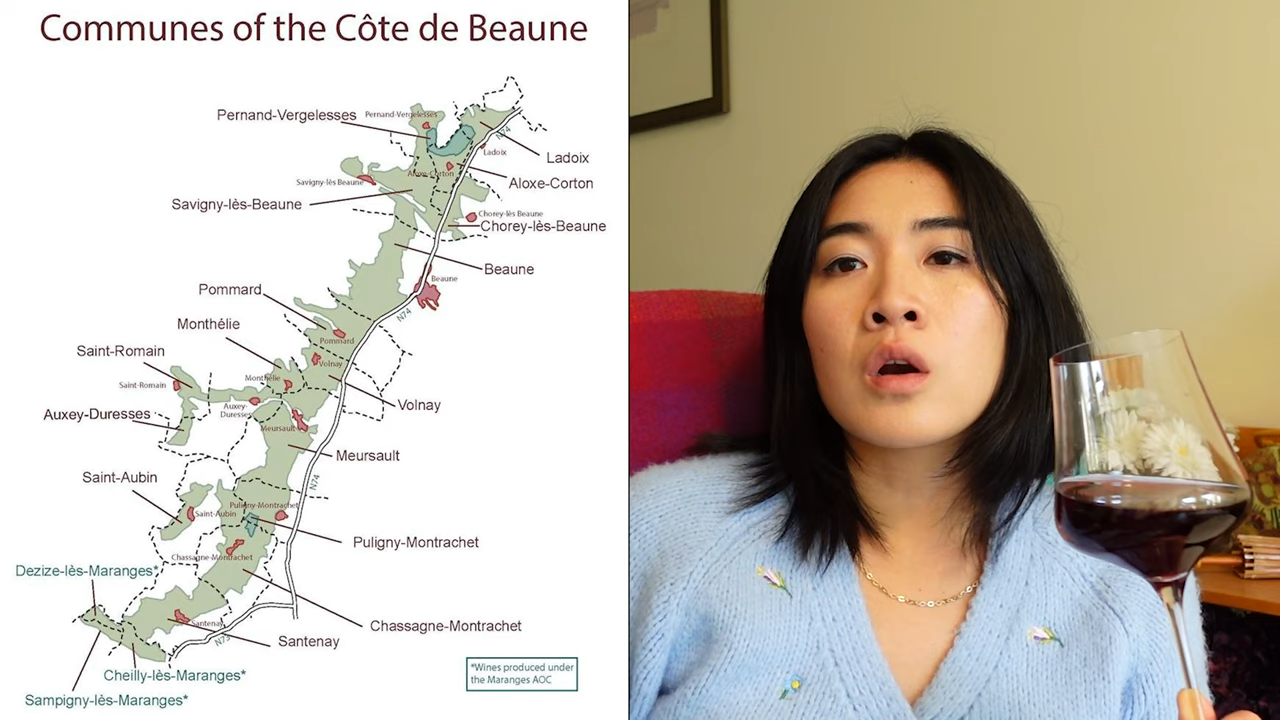 Communes of the Côte de Beaune
Pernand-Vergelesses
Pernand-Vergelesses
N74
Ladoix
Ladoix
Aloxe-Corton
Aloxe-Corton
Savigny-lès Beaune
Savigny-lès-Beaune
Chorey-lès Beaune
Chorey-lès-Beaune
Beaune
Beaune
Pommard
N74
Monthélie
Pommard
Saint-Romain
Volnay
Monthélie
Saint-Romain
Auxey-
Duresses
Volnay
Auxey-Duresses
Meursault
Meursault
Saint-Aubin
N74
Puligny-Montrachet
Saint-Aubin
Puligny-Montrachet
Chassagne-Montrachet
Dezize-lès-Maranges*
Santenay
Chassagne-Montrachet
N73
Santenay
*Wines produced under
the Maranges AOC
Cheilly-lès-Maranges*
Sampigny-lès-Maranges*